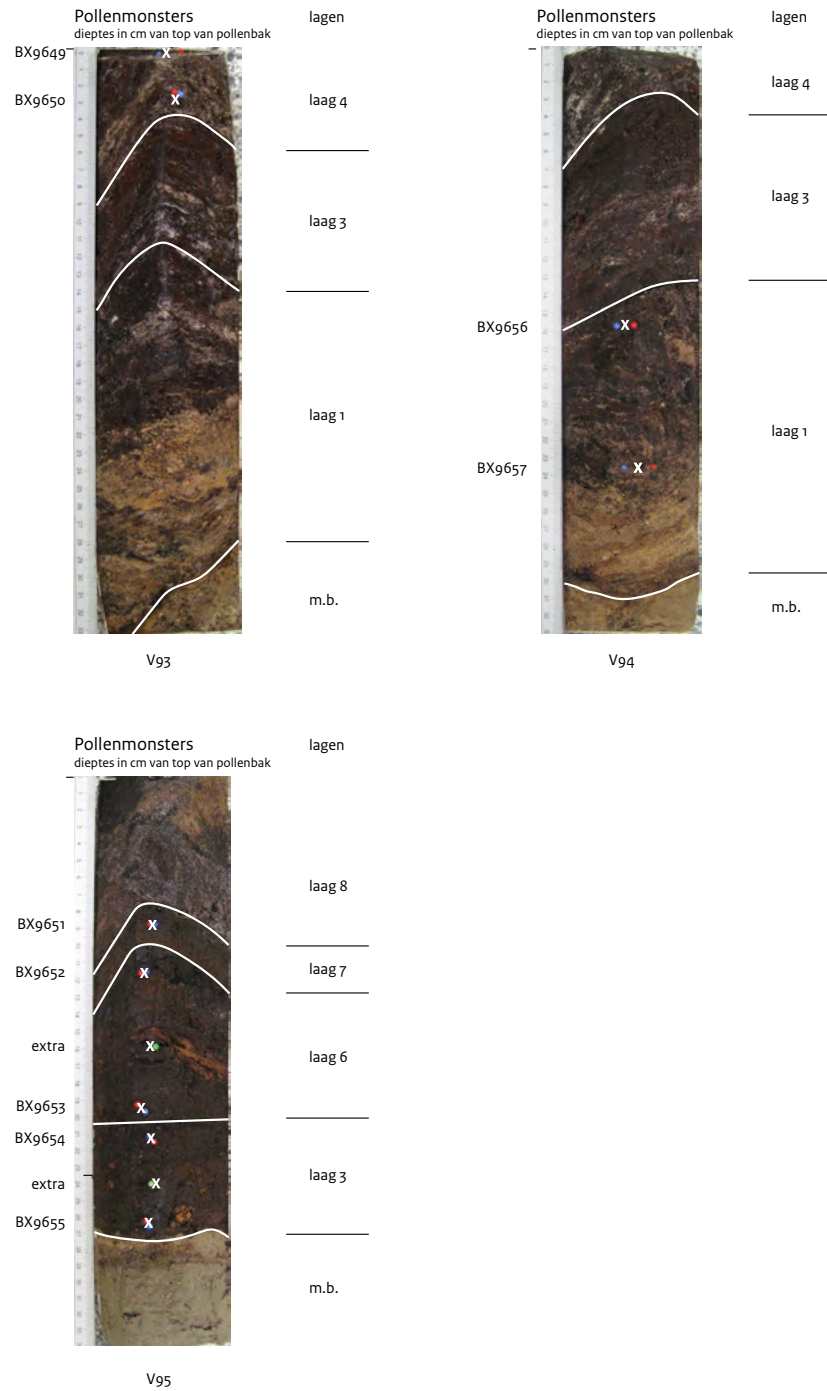 Pollenmonsters
dieptes in cm van top van pollenbak
lagen
BX9649
BX9650
laag 4
laag 3
laag 1
m.b.
V93
Pollenmonsters
dieptes in cm van top van pollenbak
lagen
laag 4
laag 3
BX9656
laag 1
BX9657
m.b.
V94
Pollenmonsters
dieptes in cm van top van pollenbak
lagen
laag 8
BX9651
laag 7
BX9652
extra
laag 6
BX9653
BX9654
extra
laag 3
BX9655
m.b.
V95